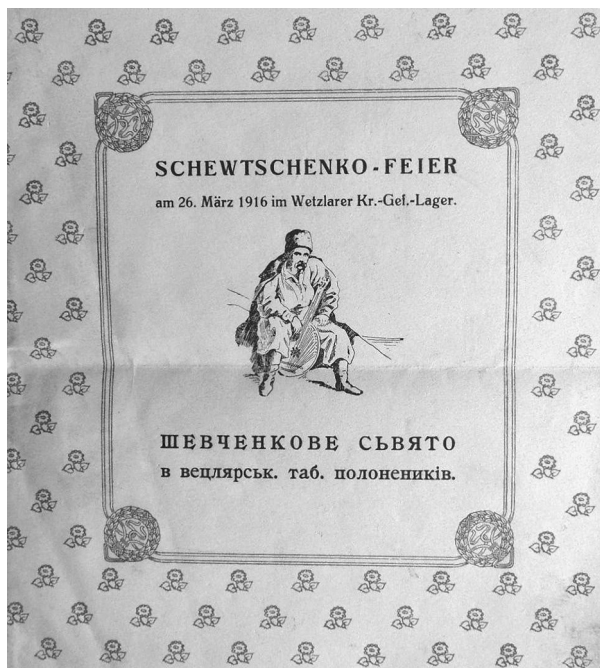 SCHEWTSCHENKO-FEIER
am 26. März 1916 im Wetzlarer Kr.-Gef.-Lager.
ШЕВЧЕНКОВЕ СЬВЯТО
в вецлярськ. таб. полонеників.